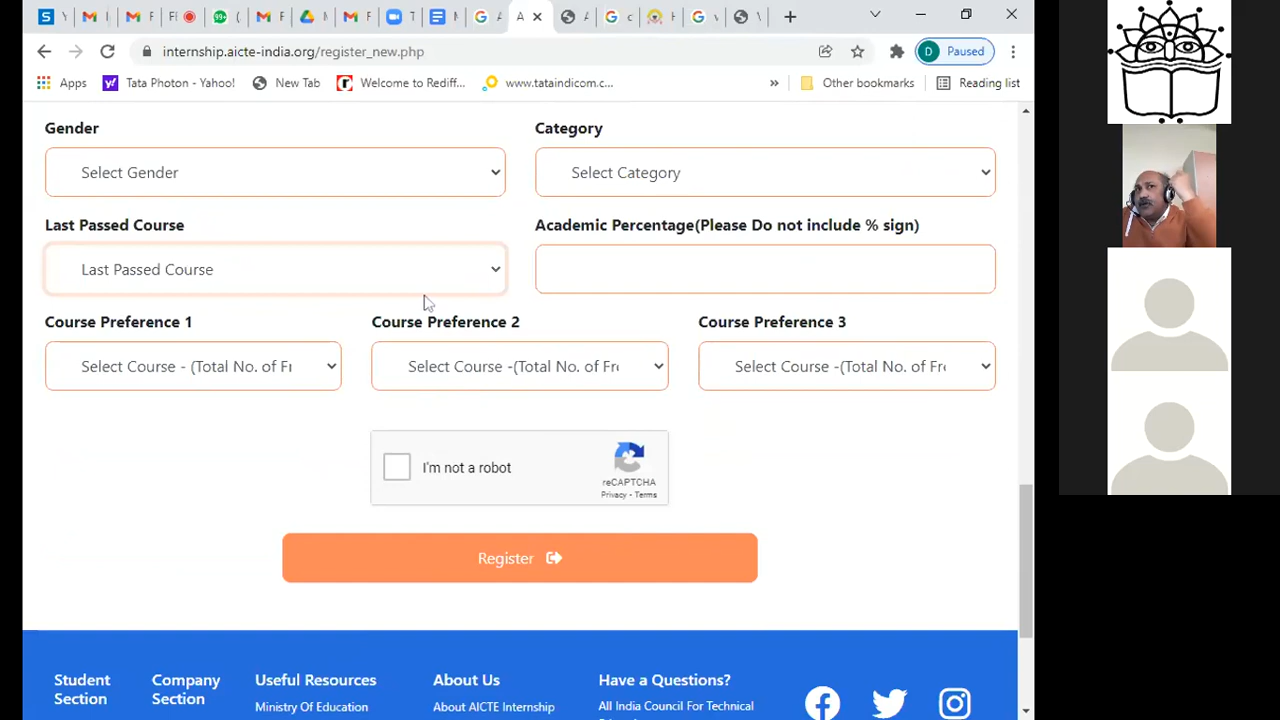 S
99+
internship.aicte-india.org/register_new.php
D
Paused
Apps
Tata Photon - Yahoo!
New Tab
Welcome to Rediff...
www.tataindicom.c...
»
Other bookmarks
Reading list
Gender
Category
Select Gender
Select Category
Last Passed Course
Academic Percentage(Please Do not include % sign)
Last Passed Course
Course Preference 1
Course Preference 2
Course Preference 3
Select Course - (Total No. of Fr
Select Course -(Total No. of Fre
Select Course -(Total No. of Fre
I'm not a robot
reCAPTCHA
Privacy - Terms
Register
Student
Section
Company
Section
Useful Resources
Ministry Of Education
About Us
About AICTE Internship
Have a Questions?
All India Council For Technical